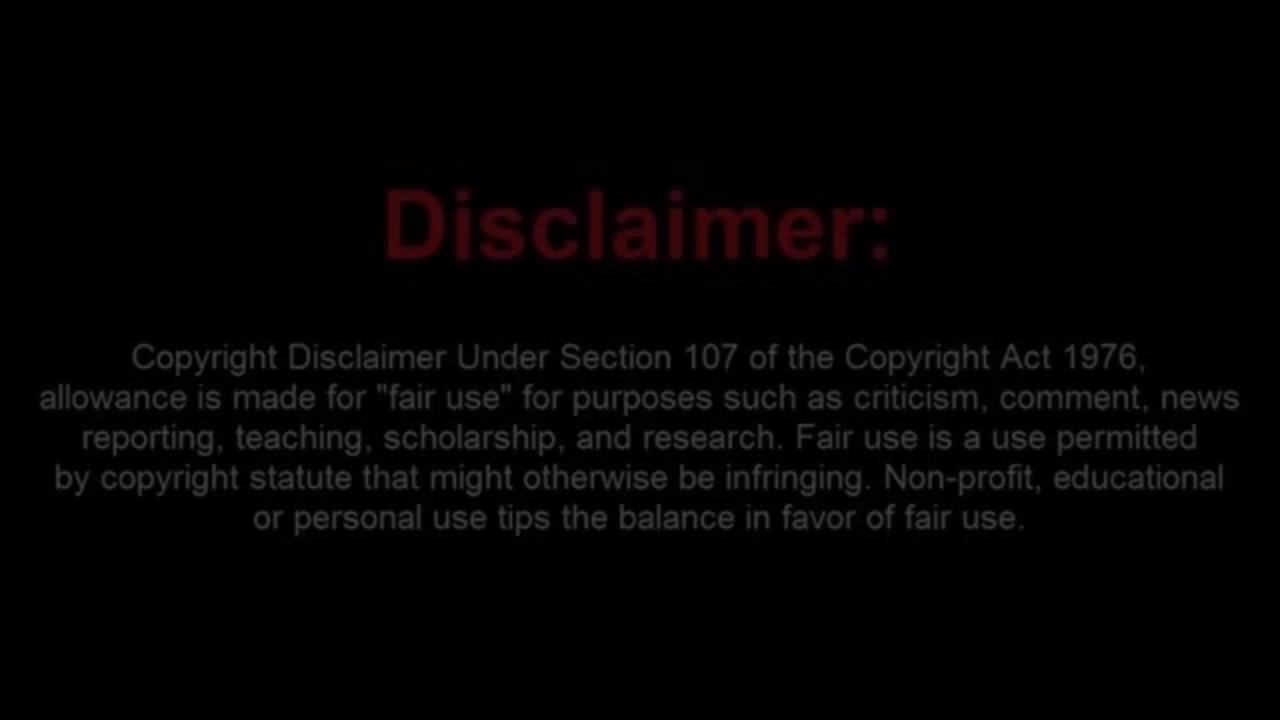 Disclaimer:
Copyright Disclaimer Under Section 107 of the Copyright Act 1976,
allowance is made for "fair use" for purposes such as criticism, comment, news
reporting, teaching, scholarship, and research. Fair use is a use permitted
by copyright statute that might otherwise be infringing. Non-profit, educational
or personal use tips the balance in favor of fair use.